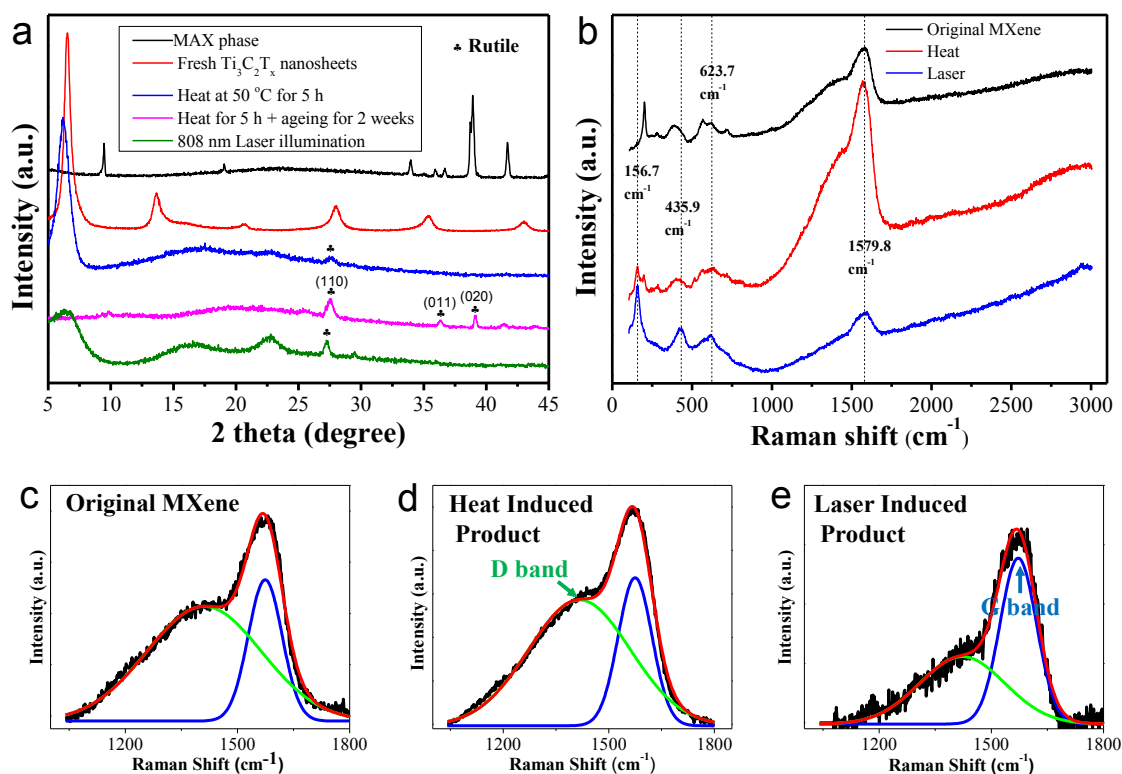 a
MAX phase
Fresh Ti₃C₂Tₓ nanosheets
Heat at 50 °C for 5 h
Heat for 5 h + ageing for 2 weeks
808 nm Laser illumination
♣ Rutile
♣
(110)
♣
(011)
♣
(020)
♣
♣
Intensity (a.u.)
5 10 15 20 25 30 35 40 45
2 theta (degree)
b
Original MXene
Heat
Laser
623.7
cm⁻¹
156.7
cm⁻¹
435.9
cm⁻¹
1579.8
cm⁻¹
Intensity (a.u.)
0 500 1000 1500 2000 2500 3000
Raman shift (cm⁻¹)
c
Original MXene
Intensity (a.u.)
1200 1500 1800
Raman Shift (cm⁻¹)
d
Heat Induced
Product
D band
Intensity (a.u.)
1200 1500 1800
Raman Shift (cm⁻¹)
e
Laser Induced
Product
G band
Intensity (a.u.)
1200 1500 1800
Raman Shift (cm⁻¹)